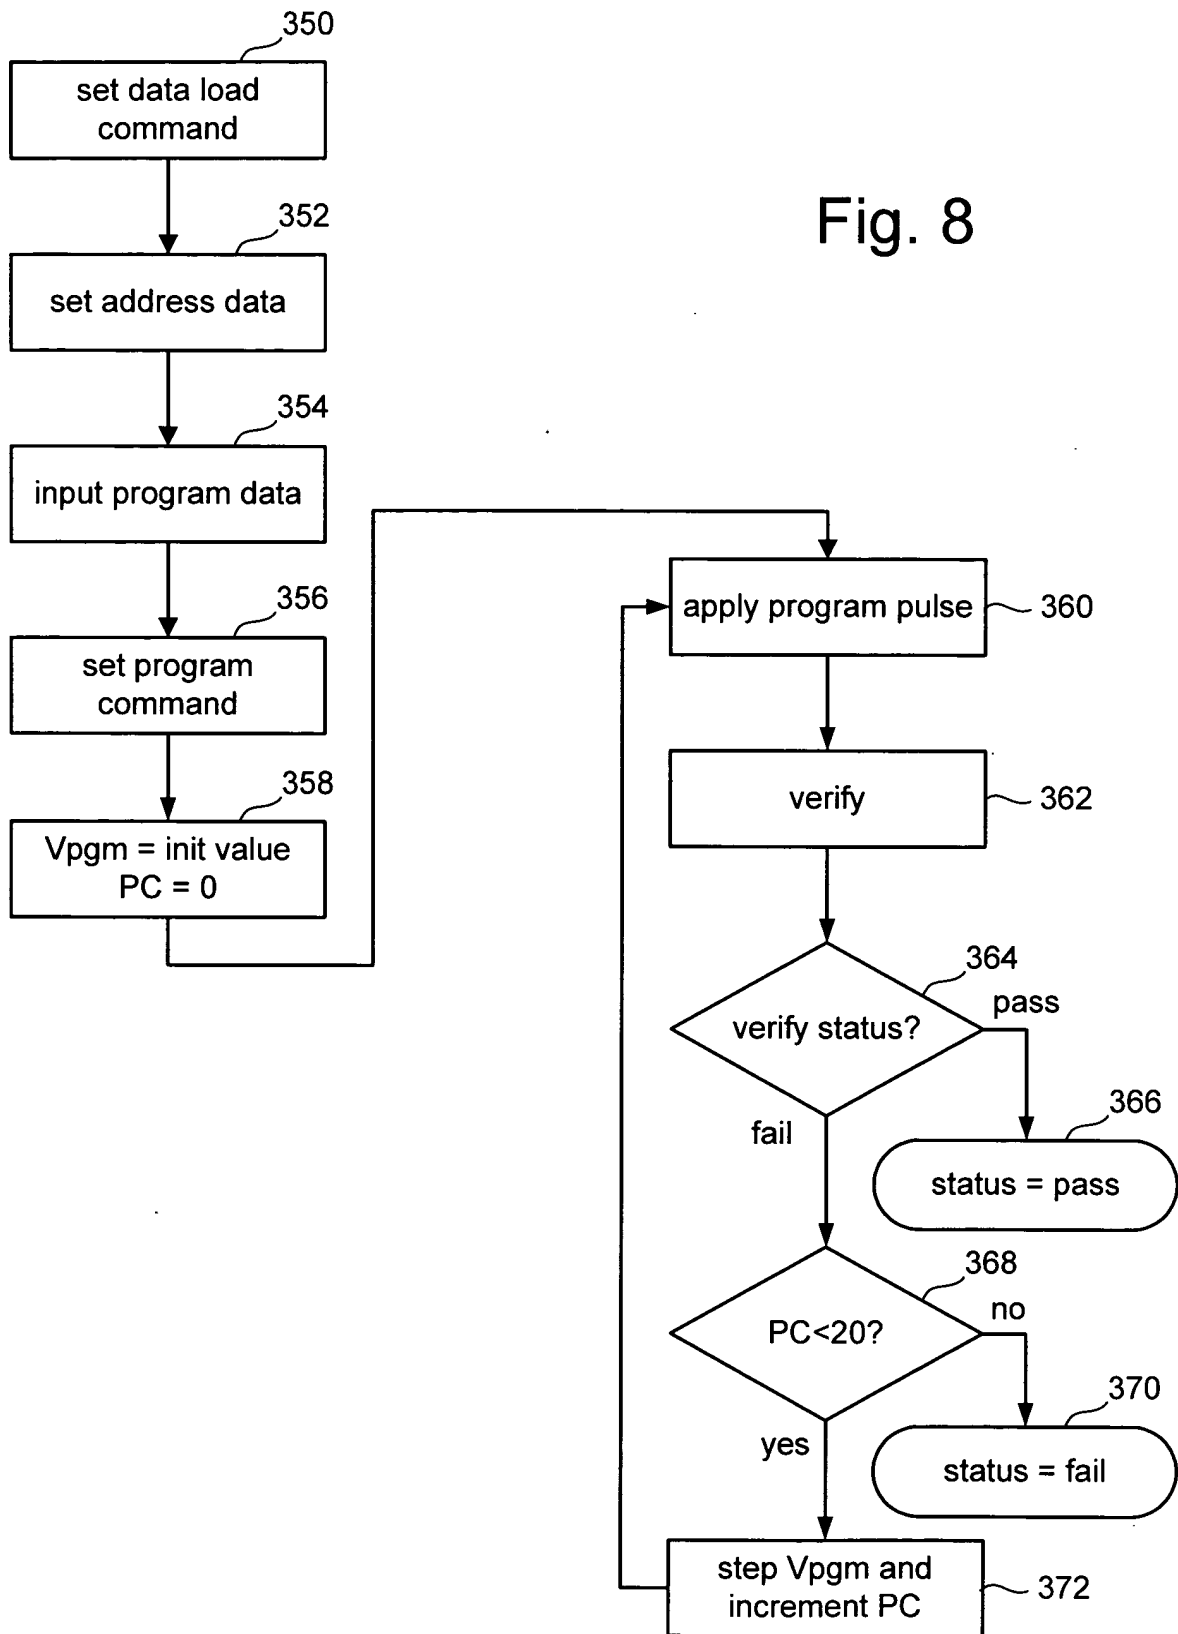 350
set data load
command
352
set address data
Fig. 8
354
input program data
356
set program
command
358
Vpgm = init value
PC = 0
apply program pulse
360
verify
362
364
verify status?
pass
fail
366
status = pass
368
PC<20?
no
yes
370
status = fail
step Vpgm and
increment PC
372